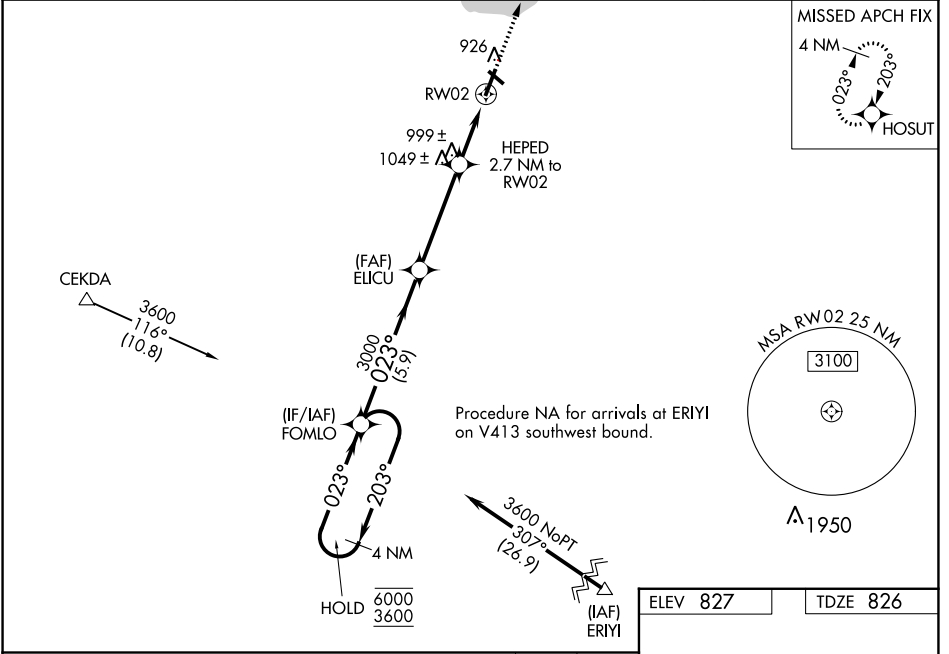 MISSED APCH FIX
4 NM
023°
203°
HOSUT
926
RW02
999 ±
1049 ±
HEPED
2.7 NM to
RW02
(FAF)
ELICU
CEKDA
3600
116°
(10.8)
3000
023°
(5.9)
MSA RW02 25 NM
3100
1950
(IF/IAF)
FOMLO
Procedure NA for arrivals at ERIYI
on V413 southwest bound.
023°
203°
4 NM
HOLD
6000
3600
3600 NoPT
307°
(26.9)
(IAF)
ERIYI
ELEV 827
TDZE 826